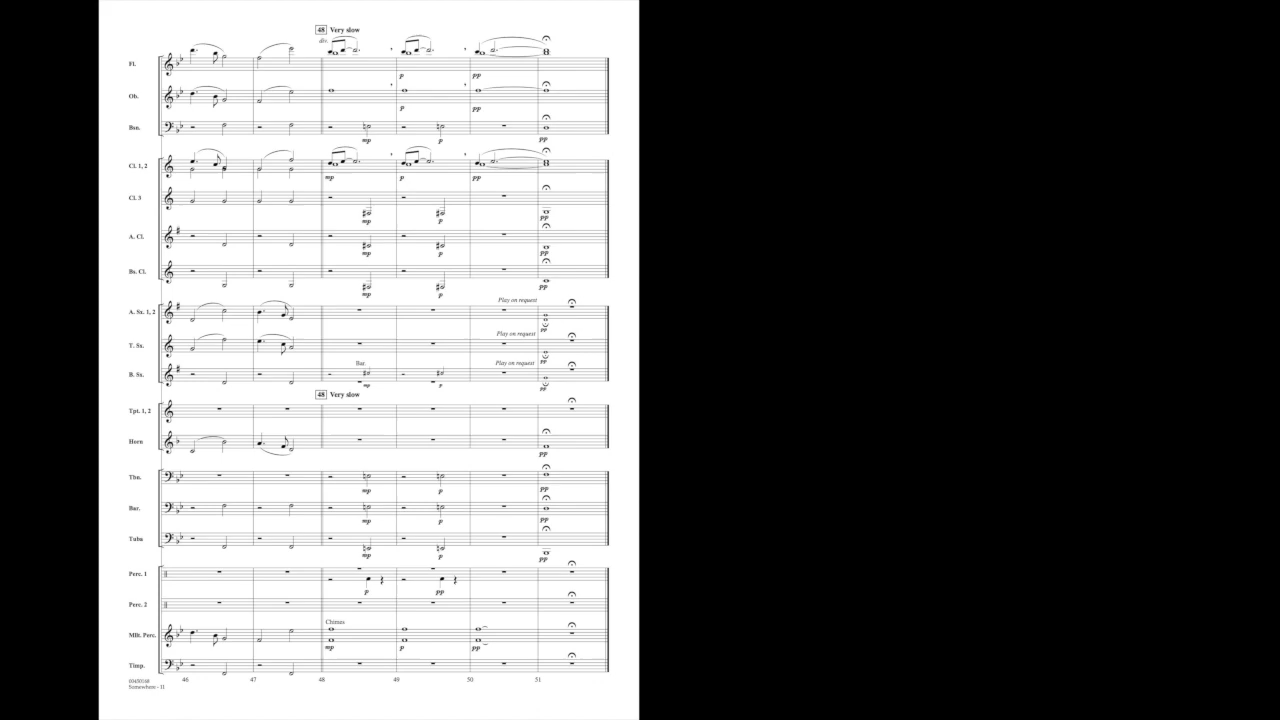 48 Very slow
div.
Fl.
p
pp
Ob.
p
pp
Bsn.
mp
p
pp
Cl. 1, 2
mp
p
pp
Cl. 3
mp
p
pp
A. Cl.
mp
p
pp
Bs. Cl.
mp
p
pp
Play on request
A. Sx. 1, 2
pp
Play on request
T. Sx.
pp
Bar.
Play on request
B. Sx.
mp
p
pp
48 Very slow
Tpt. 1, 2
Horn
pp
Tbn.
mp
p
pp
Bar.
mp
p
pp
Tuba
mp
p
pp
Perc. 1
p
pp
Perc. 2
Chimes
Mlt. Perc.
mp
p
pp
Timp.
46 47 48 49 50 51
Somewhere - 11